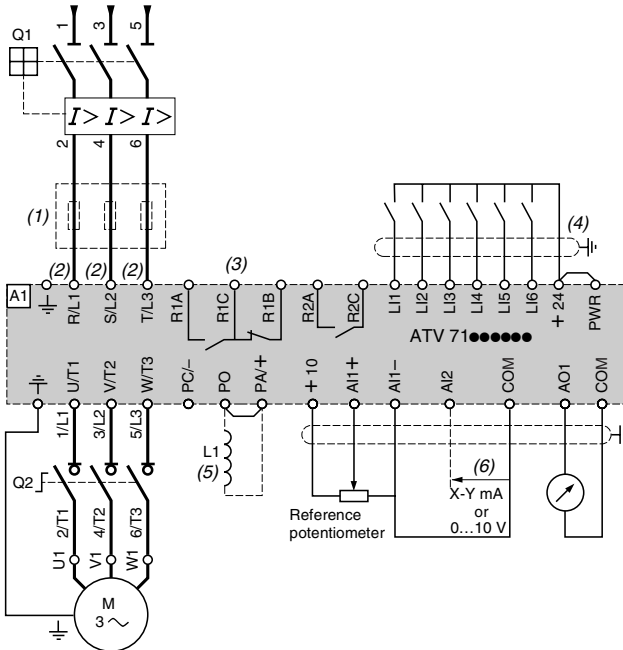 1 3 5
Q1
I> I> I>
2 4 6
(1)
(4)
(2) (2) (2) (3)
A1
R/L1 S/L2 T/L3 R1A R1C R1B R2A R2C LI1 LI2 LI3 LI4 LI5 LI6 + 24 PWR
ATV 71●●●●●●
U/T1 V/T2 W/T3 PC/– PO PA/+ + 10 AI1+ AI1– AI2 COM AO1 COM
1/L1 3/L2 5/L3
L1
(5)
(6)
Q2
X-Y mA
or
0…10 V
Reference
potentiometer
2/T1 4/T2 6/T3
U1 V1 W1
M
3 ~